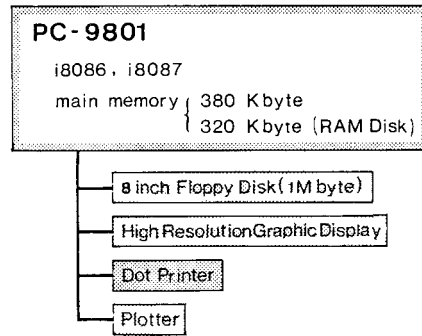 PC-9801
i8086, i8087
main memory { 380 Kbyte
320 Kbyte (RAM Disk)
8 inch Floppy Disk (1M byte)
High Resolution Graphic Display
Dot Printer
Plotter